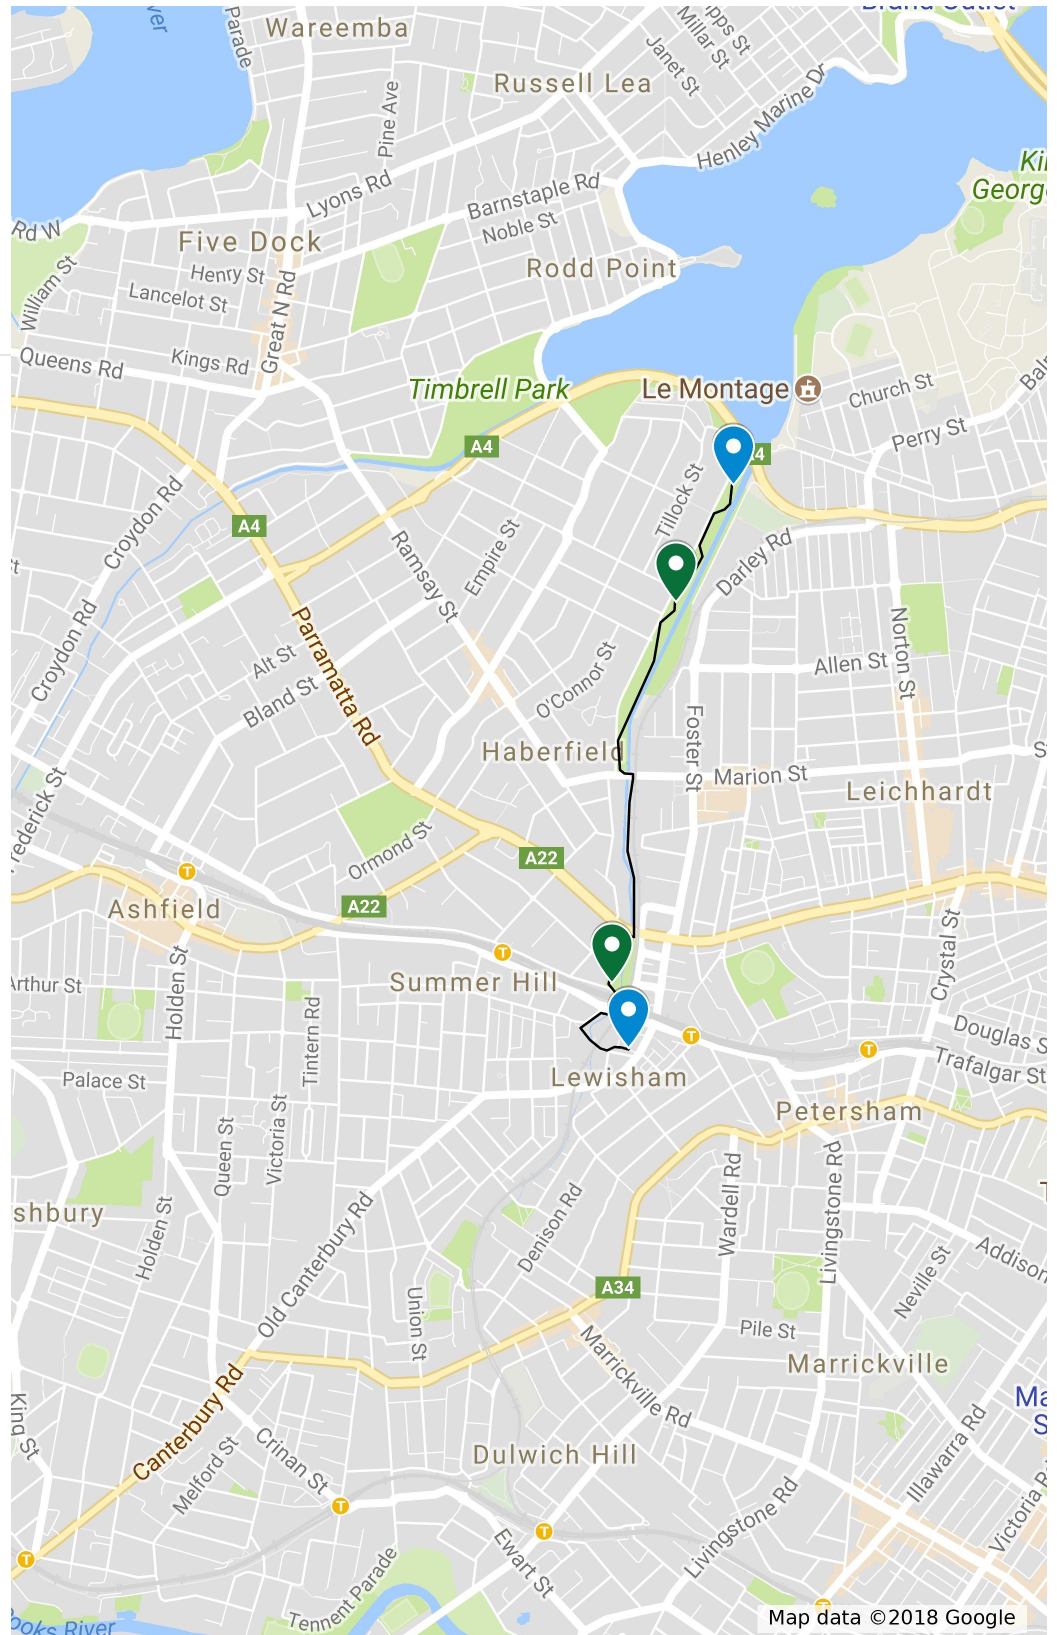 Wareemba
Parade
Russell Lea
Millar St
Janet St
Pine Ave
Henley Marine Dr
Lyons Rd
Barnstaple Rd
Noble St
Rd W
Five Dock
Henry St
Lancelot St
William St
Great N Rd
Rodd Point
Queens Rd
Kings Rd
Timbrell Park
Le Montage
Church St
Perry St
A4
A4
Tillock St
Croydon Rd
Ramsay St
Empire St
Darley Rd
Croydon Rd
Parramatta Rd
Alt St
Bland St
O'Connor St
Allen St
Norton St
Foster St
Haberfield
Marion St
Leichhardt
Ormond St
A22
A22
Ashfield
Summer Hill
Arthur St
Holden St
Tintern Rd
Crystal St
Douglas S
Trafalgar St
Lewisham
Palace St
Petersham
Queen St
Victoria St
Holden St
shbury
Denison Rd
Wardell Rd
Livingstone Rd
Addison
Neville St
Old Canterbury Rd
Union St
A34
Pile St
Marrickville
Marrickville Rd
Canterbury Rd
King St
Melford St
Crinan St
Dulwich Hill
Illawarra Rd
Livingstone Rd
Ewart St
Tennent Parade
Map data ©2018 Google